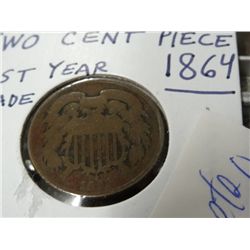 WO CENT PIECE
ST YEAR 1864
ADE